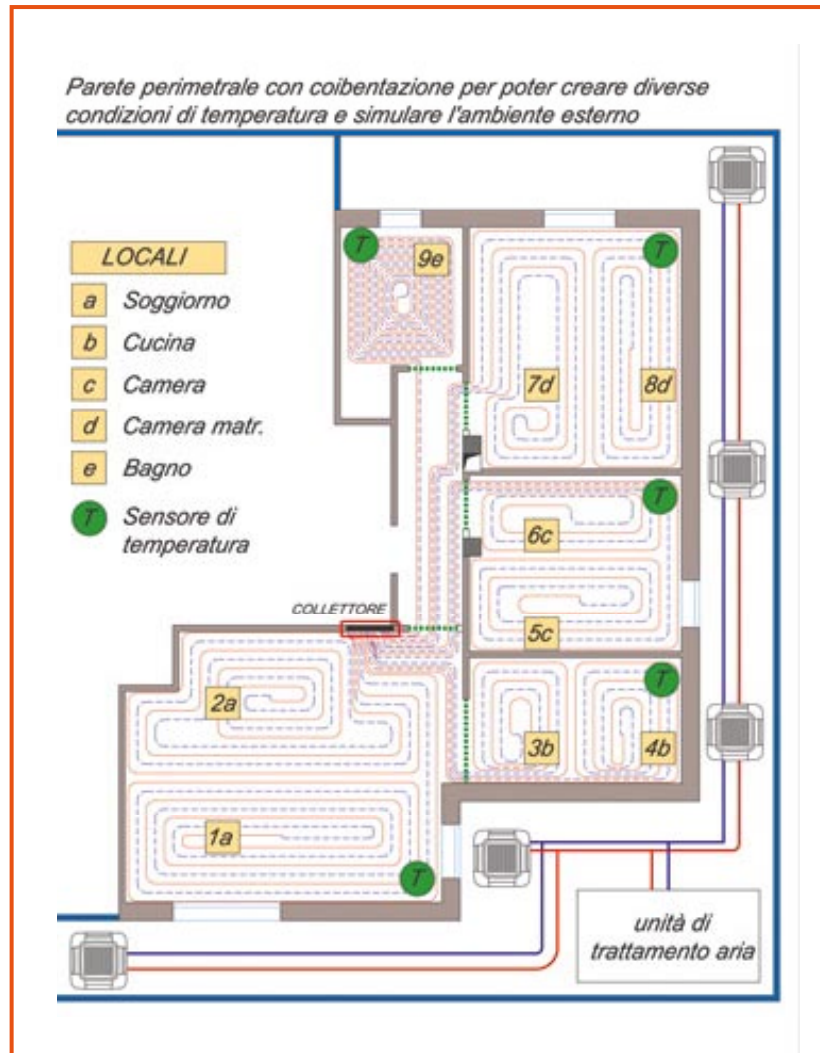 Parete perimetrale con coibentazione per poter creare diverse
condizioni di temperatura e simulare l'ambiente esterno
LOCALI
a Soggiorno
b Cucina
c Camera
d Camera matr.
e Bagno
T Sensore di
temperatura
T
9e
T
7d
8d
T
6c
5c
COLLETTORE
T
2a
3b
4b
1a
T
unità di
trattamento aria